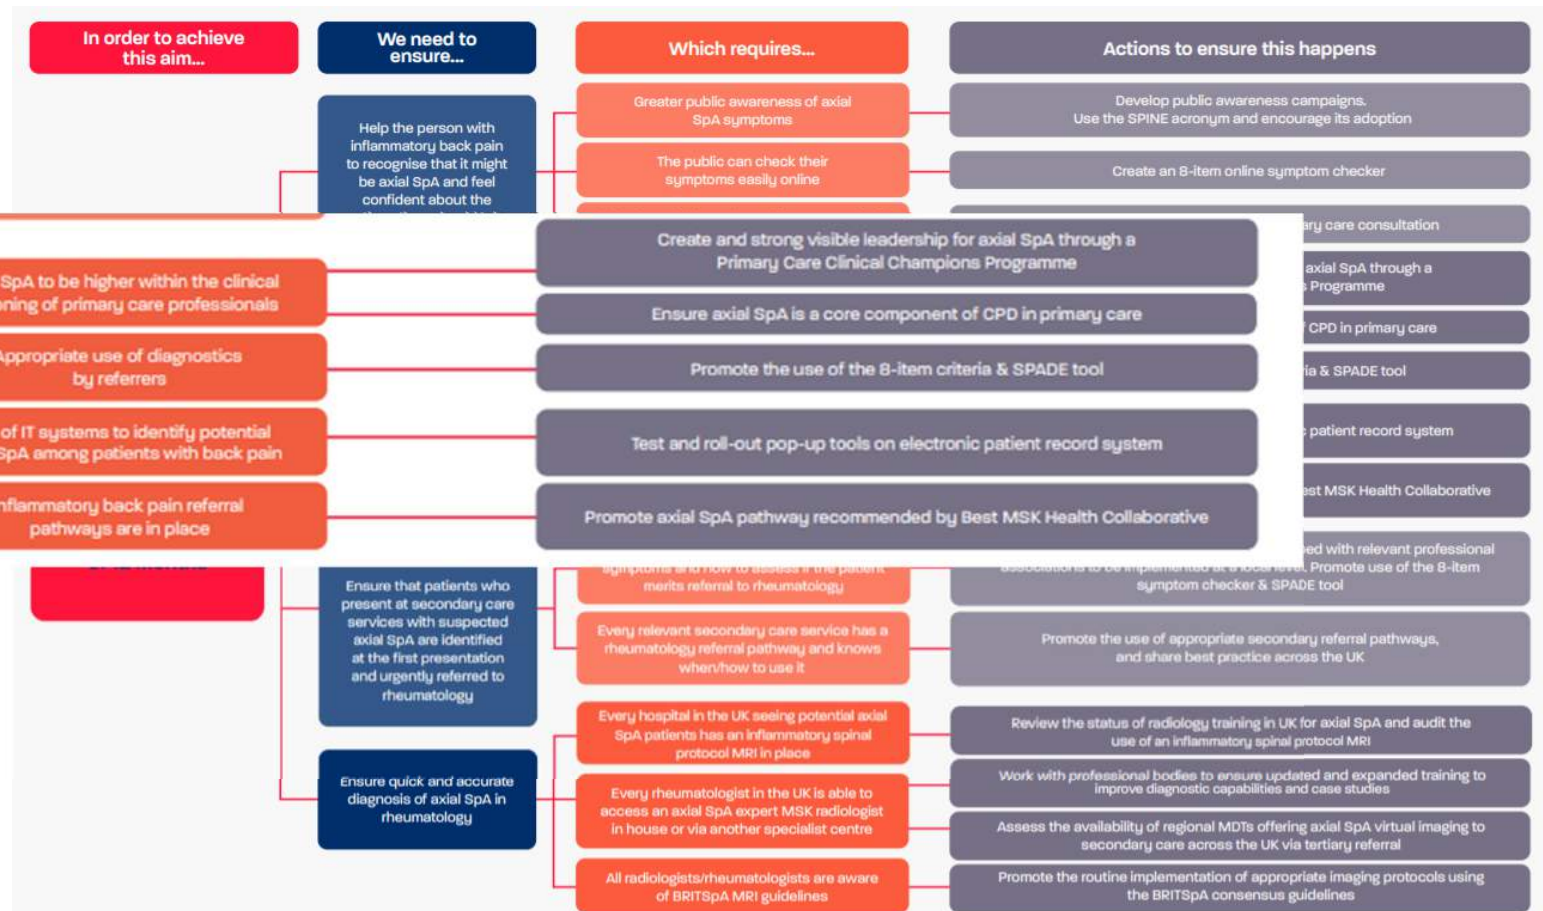 In order to achieve
this aim...
We need to
ensure...
Which requires...
Actions to ensure this happens
Help the person with
inflammatory back pain
to recognise that it might
be axial SpA and feel
confident about the
Greater public awareness of axial
SpA symptoms
Develop public awareness campaigns.
Use the SPINE acronym and encourage its adoption
The public can check their
symptoms easily online
Create an 8-item online symptom checker
ary care consultation
axial SpA through a
s Programme
CPD in primary care
ria & SPADE tool
patient record system
est MSK Health Collaborative
SpA to be higher within the clinical
ning of primary care professionals
Create and strong visible leadership for axial SpA through a
Primary Care Clinical Champions Programme
Ensure axial SpA is a core component of CPD in primary care
Appropriate use of diagnostics
by referrers
Promote the use of the 8-item criteria & SPADE tool
of IT systems to identify potential
SpA among patients with back pain
Test and roll-out pop-up tools on electronic patient record system
nflammatory back pain referral
pathways are in place
Promote axial SpA pathway recommended by Best MSK Health Collaborative
Ensure that patients who
present at secondary care
services with suspected
axial SpA are identified
at the first presentation
and urgently referred to
rheumatology
symptoms and how to assess if the patient
merits referral to rheumatology
ed with relevant professional
associations to be implemented at a local level. Promote use of the 8-item
symptom checker & SPADE tool
Every relevant secondary care service has a
rheumatology referral pathway and knows
when/how to use it
Promote the use of appropriate secondary referral pathways,
and share best practice across the UK
Ensure quick and accurate
diagnosis of axial SpA in
rheumatology
Every hospital in the UK seeing potential axial
SpA patients has an inflammatory spinal
protocol MRI in place
Review the status of radiology training in UK for axial SpA and audit the
use of an inflammatory spinal protocol MRI
Every rheumatologist in the UK is able to
access an axial SpA expert MSK radiologist
in house or via another specialist centre
Work with professional bodies to ensure updated and expanded training to
improve diagnostic capabilities and case studies
Assess the availability of regional MDTs offering axial SpA virtual imaging to
secondary care across the UK via tertiary referral
All radiologists/rheumatologists are aware
of BRITSpA MRI guidelines
Promote the routine implementation of appropriate imaging protocols using
the BRITSpA consensus guidelines